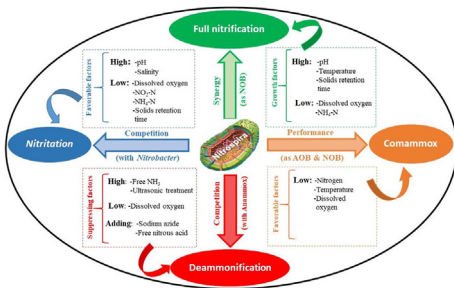 Full nitrification
Favorable factors
High: -pH
-Salinity
Low: -Dissolved oxygen
-NO2-N
-NH4-N
-Solids retention
time
Synergy
(as NOB)
Growth factors
High: -pH
-Temperature
-Solids retention
time
Low: -Dissolved oxygen
-NH4-N
Nitritation
Competition
(with Nitrobacter)
Nitrospira
Performance
(as AOB & NOB)
Comammox
Suppressing factors
High: -Free NH3
-Ultrasonic treatment
Low: -Dissolved oxygen
Adding: -Sodium azide
-Free nitrous acid
Competition
(with Anammox)
Favorable factors
Low: -Nitrogen
-Temperature
-Dissolved
oxygen
Deammonification